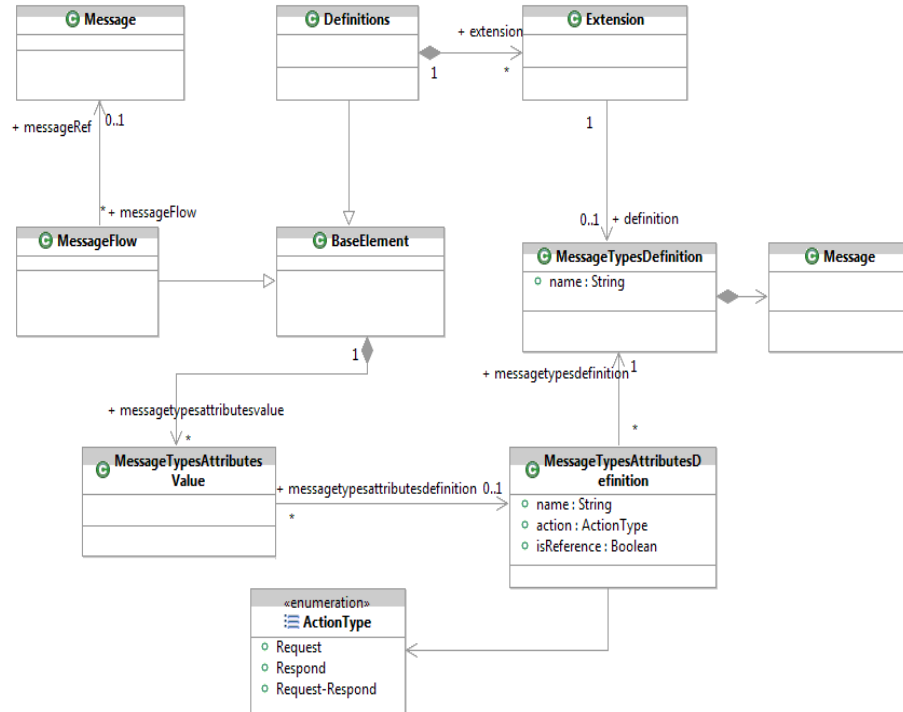 Message
Definitions
Extension
+ extension
1
*
+ messageRef
0..1
1
* + messageFlow
0..1 + definition
MessageFlow
BaseElement
MessageTypesDefinition
name : String
Message
1
+ messagetypesdefinition
1
+ messagetypesattributesvalue
*
*
MessageTypesAttributes
Value
+ messagetypesattributesdefinition 0..1
*
MessageTypesAttributesD
efinition
name : String
action : ActionType
isReference : Boolean
«enumeration»
ActionType
Request
Respond
Request-Respond